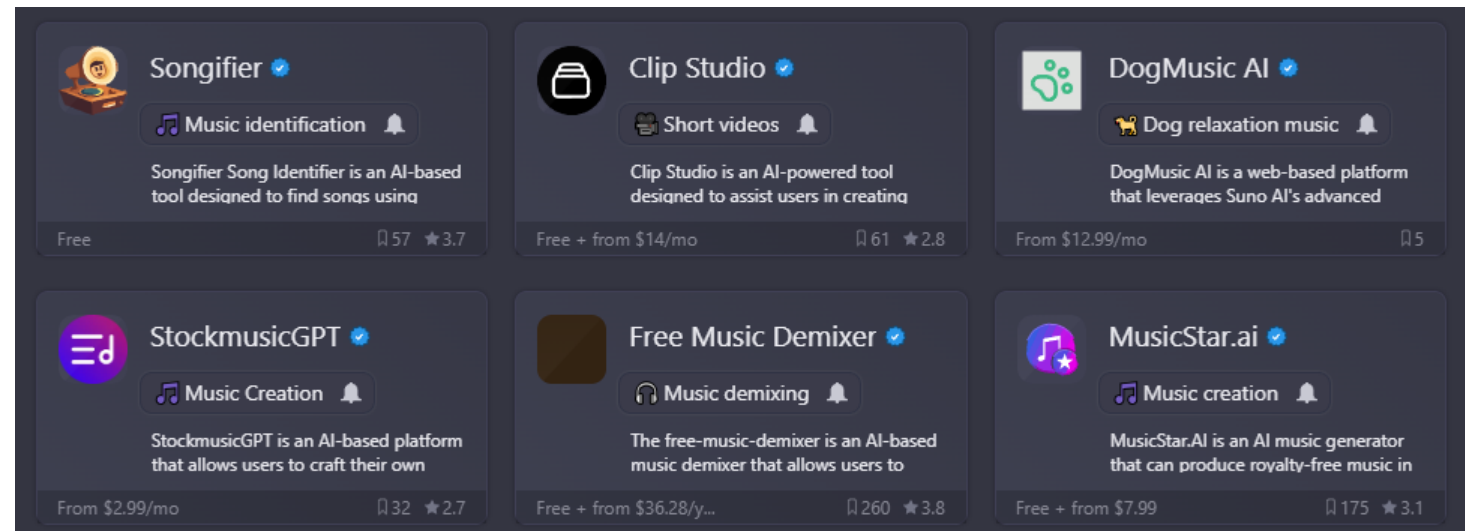 Songifier
Music identification
Songifier Song Identifier is an AI-based
tool designed to find songs using
Free 57 3.7
Clip Studio
Short videos
Clip Studio is an AI-powered tool
designed to assist users in creating
Free + from $14/mo 61 2.8
DogMusic AI
Dog relaxation music
DogMusic AI is a web-based platform
that leverages Suno AI's advanced
From $12.99/mo 5
StockmusicGPT
Music Creation
StockmusicGPT is an AI-based platform
that allows users to craft their own
From $2.99/mo 32 2.7
Free Music Demixer
Music demixing
The free-music-demixer is an AI-based
music demixer that allows users to
Free + from $36.28/y... 260 3.8
MusicStar.ai
Music creation
MusicStar.AI is an AI music generator
that can produce royalty-free music in
Free + from $7.99 175 3.1